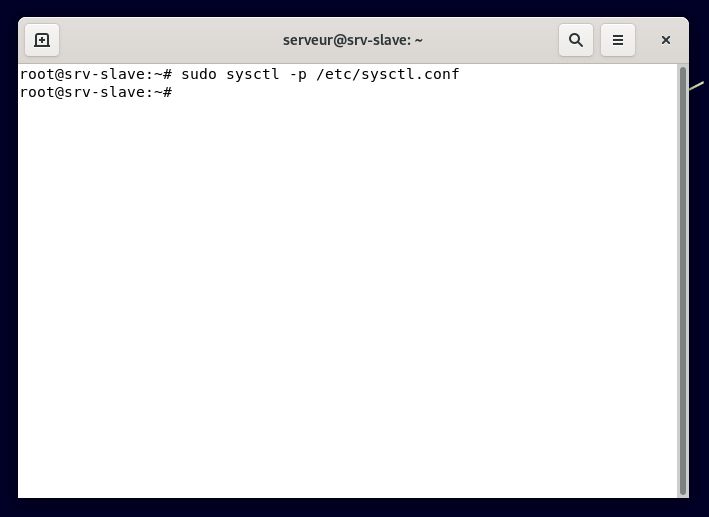 serveur@srv-slave: ~
root@srv-slave:~# sudo sysctl -p /etc/sysctl.conf
root@srv-slave:~#